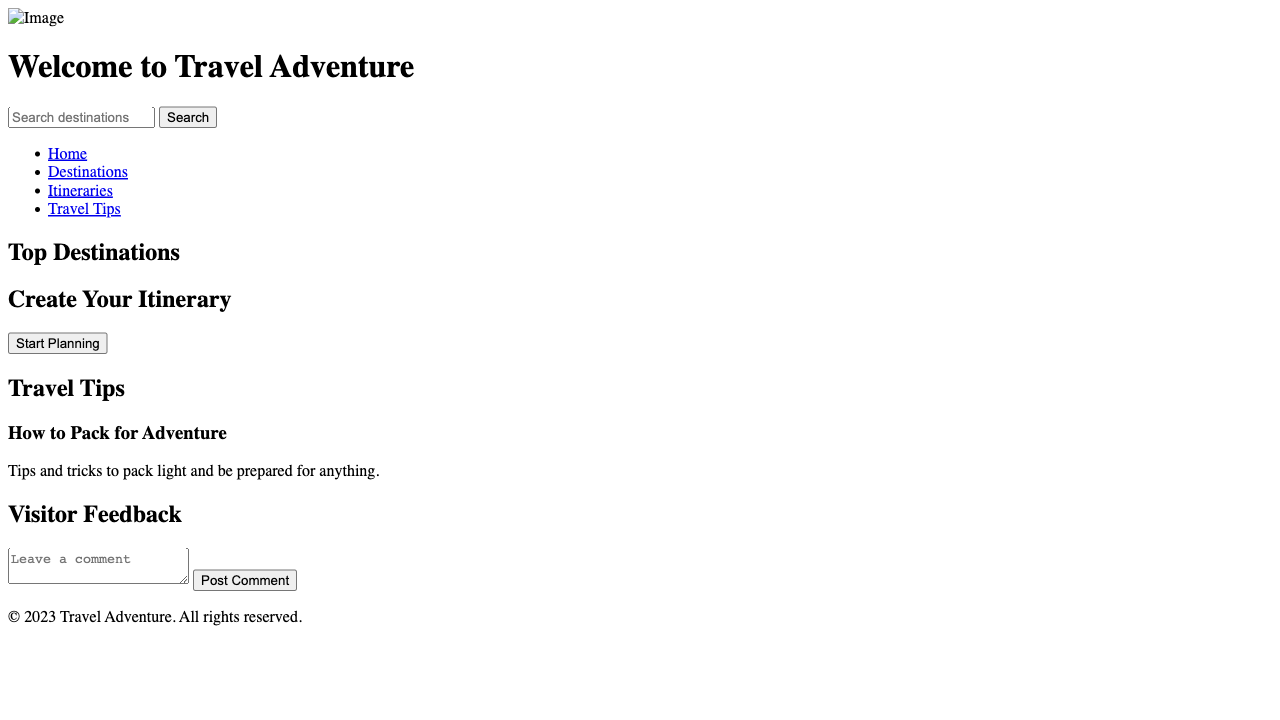 Image
Welcome to Travel Adventure
Search destinations Search
Home
Destinations
Itineraries
Travel Tips
Top Destinations
Create Your Itinerary
Start Planning
Travel Tips
How to Pack for Adventure
Tips and tricks to pack light and be prepared for anything.
Visitor Feedback
Leave a comment Post Comment
© 2023 Travel Adventure. All rights reserved.